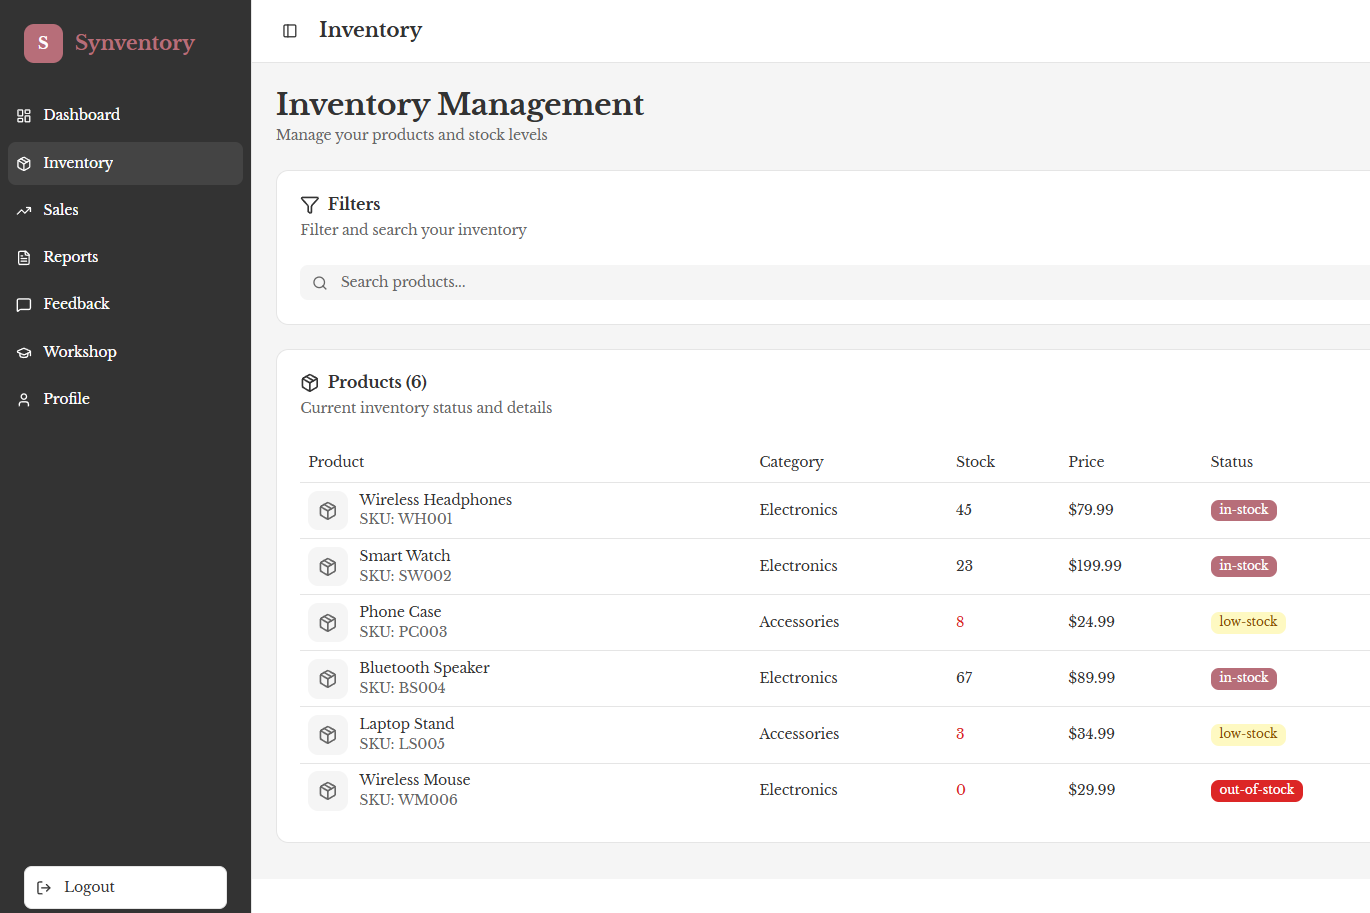 S Synventory
Dashboard
Inventory
Sales
Reports
Feedback
Workshop
Profile
Logout
Inventory
Inventory Management
Manage your products and stock levels
Filters
Filter and search your inventory
Search products...
Products (6)
Current inventory status and details
Product Category Stock Price Status
Wireless Headphones
SKU: WH001
Electronics 45 $79.99 in-stock
Smart Watch
SKU: SW002
Electronics 23 $199.99 in-stock
Phone Case
SKU: PC003
Accessories 8 $24.99 low-stock
Bluetooth Speaker
SKU: BS004
Electronics 67 $89.99 in-stock
Laptop Stand
SKU: LS005
Accessories 3 $34.99 low-stock
Wireless Mouse
SKU: WM006
Electronics 0 $29.99 out-of-stock